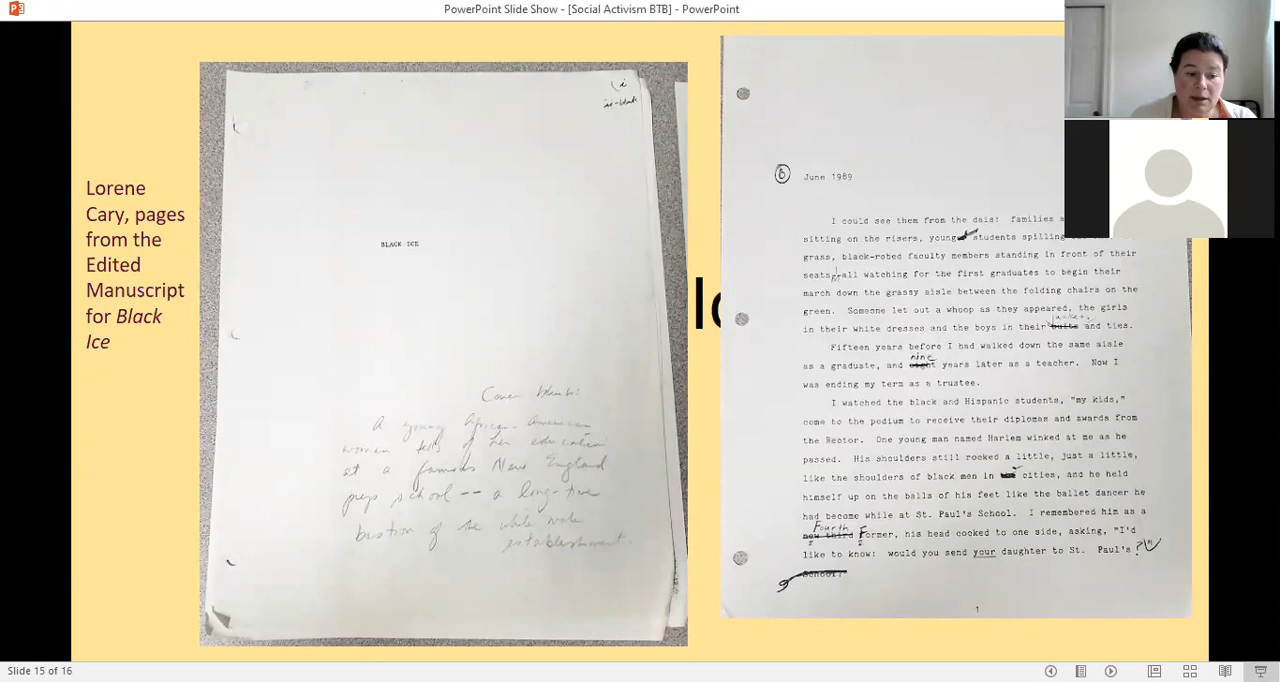 PowerPoint Slide Show - [Social Activism BTB] - PowerPoint
Lorene
Cary, pages
from the
Edited
Manuscript
for Black
Ice
BLACK ICE
Cover blurb:
A young African-American
woman tells of her education
at a famous New England
prep school -- a long-time
bastion of the white male
establishment.
June 1989
I could see them from the dais: families
sitting on the risers, young students spilling
grass, black-robed faculty members standing in front of their
seats, all watching for the first graduates to begin their
march down the grassy aisle between the folding chairs on the
green. Someone let out a whoop as they appeared, the girls
jackets
in their white dresses and the boys in their suits and ties.
Fifteen years before I had walked down the same aisle
nine
as a graduate, and eight years later as a teacher. Now I
was ending my term as a trustee.
I watched the black and Hispanic students, "my kids,"
come to the podium to receive their diplomas and awards from
the Rector. One young man named Harlem winked at me as he
passed. His shoulders still rocked a little, just a little,
like the shoulders of black men in cities, and he held
himself up on the balls of his feet like the ballet dancer he
had become while at St. Paul's School. I remembered him as a
Fourth F
new third Former, his head cocked to one side, asking, "I'd
like to know: would you send your daughter to St. Paul's ?"
School?
1
Slide 15 of 16